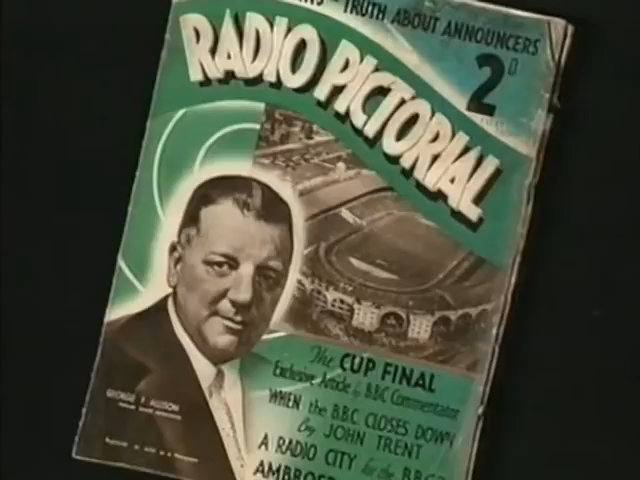 TRUTH ABOUT ANNOUNCERS
2D
RADIO PICTORIAL
The CUP FINAL
Exclusive Article by B.B.C. Commentator
WHEN the B.B.C. CLOSES DOWN
By JOHN TRENT
A RADIO CITY for the B.B.C?
GEORGE F. ALLISON